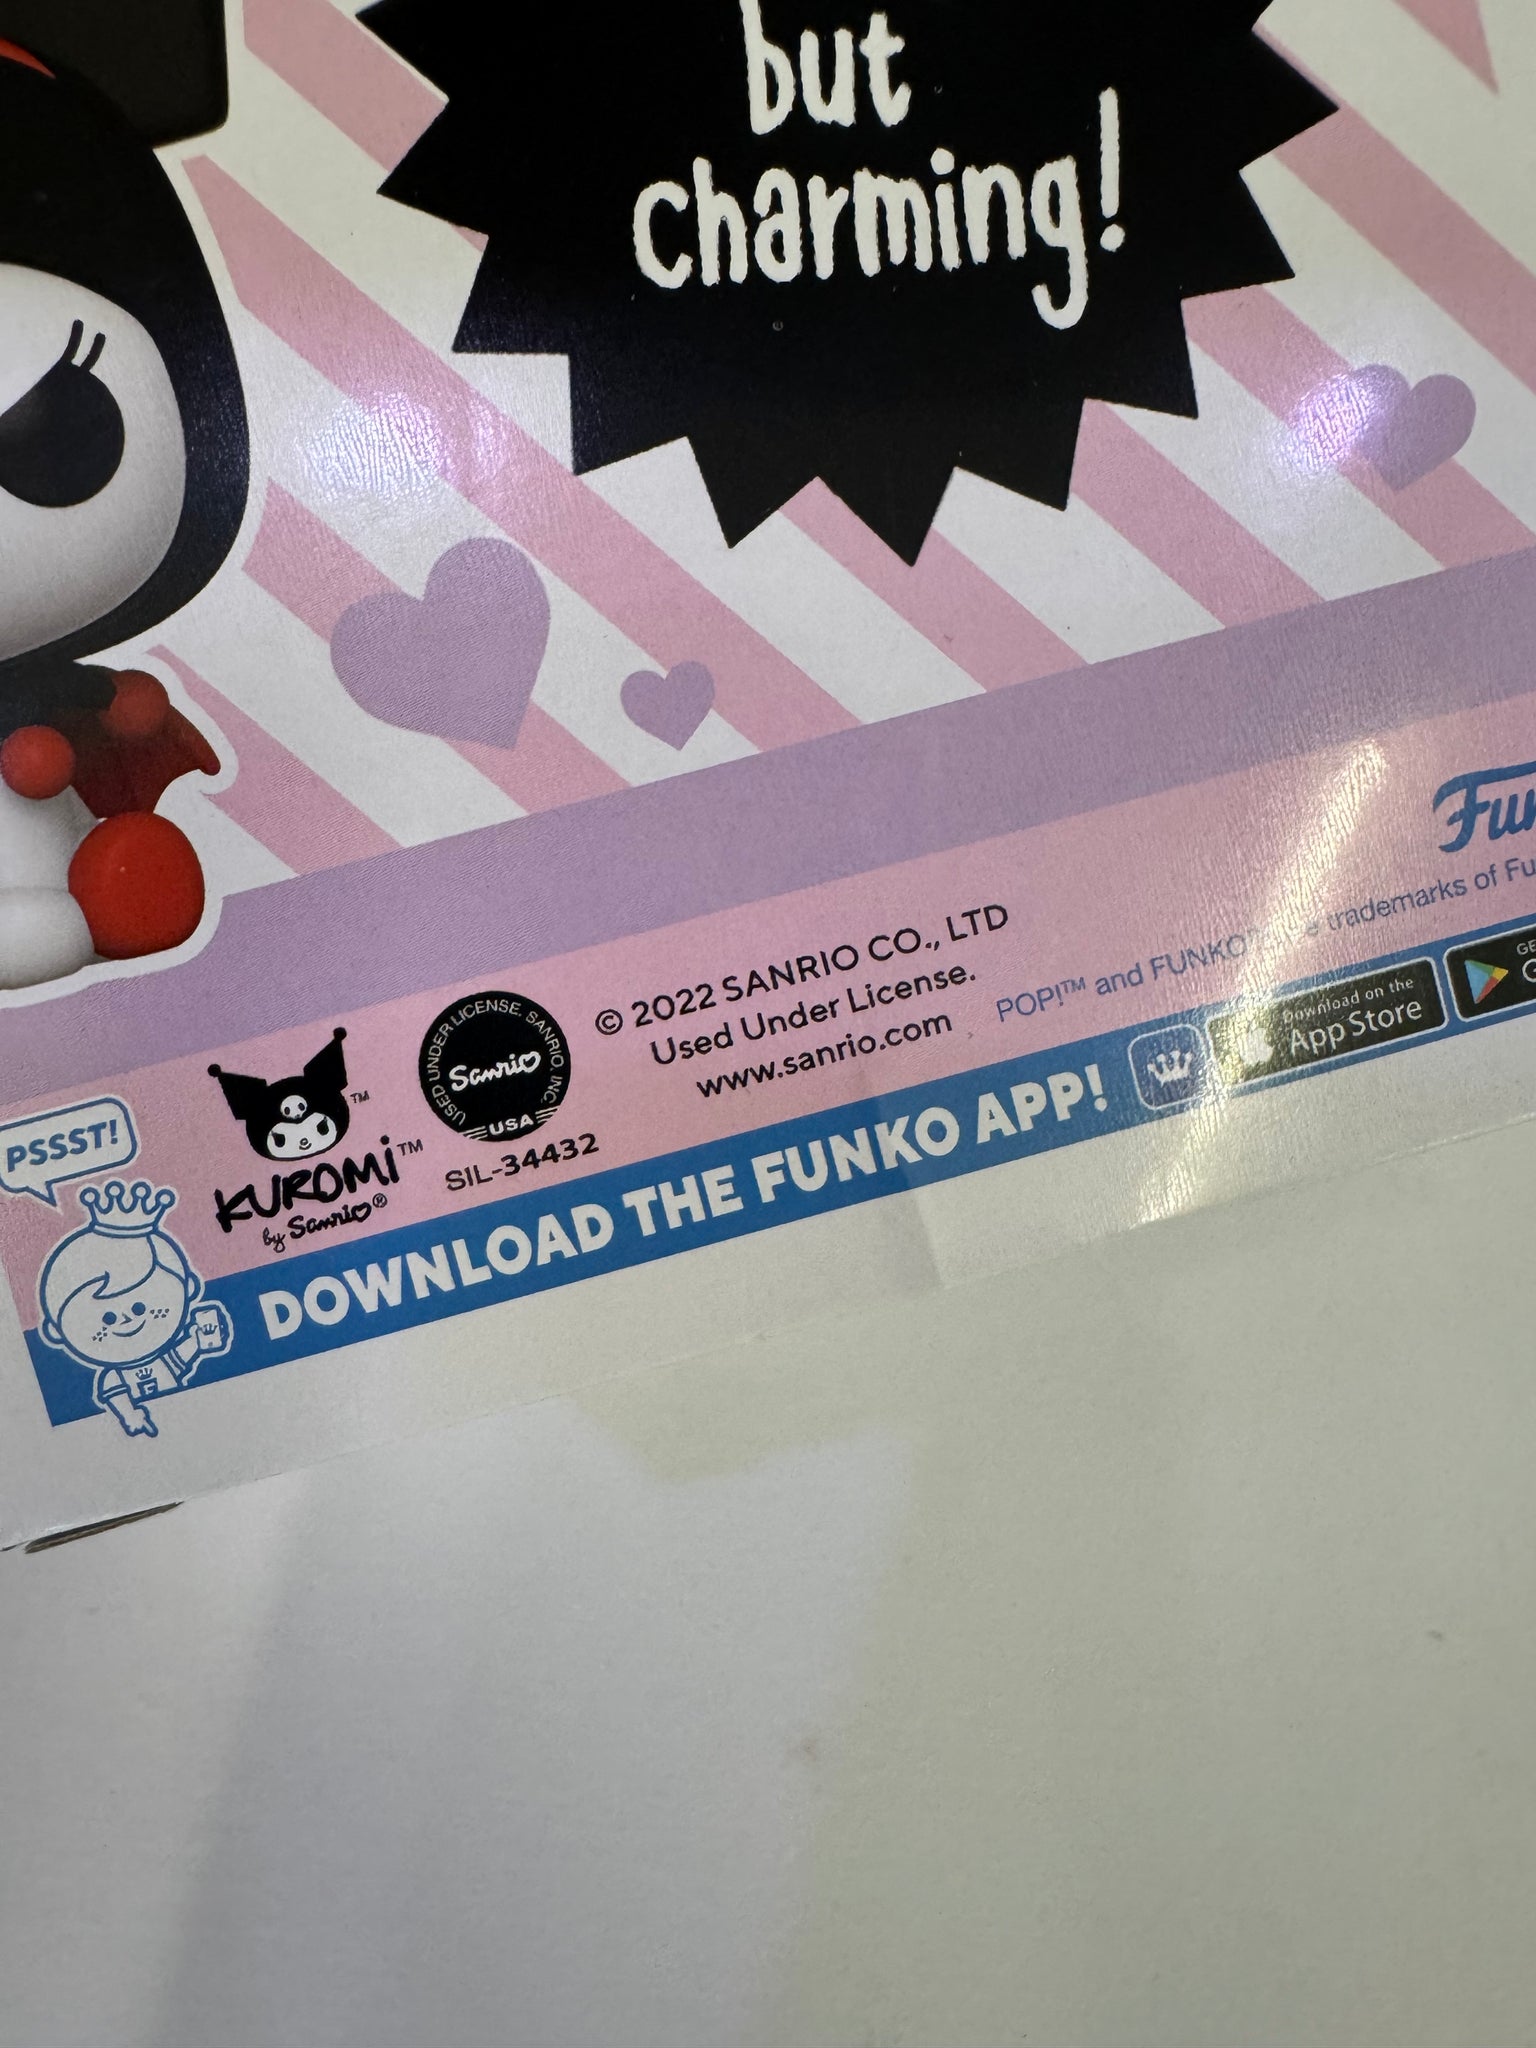 but
charming!
© 2022 SANRIO CO., LTD
Used Under License.
www.sanrio.com
USED UNDER LICENSE. SANRIO, INC.
Sanrio
USA
SIL-34432
™
KUROMI™
by Sanrio®
POP!™ and FUNKO trademarks of
PSSST!
DOWNLOAD THE FUNKO APP!
Download on the
App Store
F